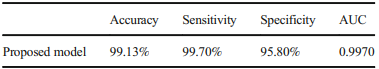 Accuracy Sensitivity Specificity AUC
Proposed model 99.13% 99.70% 95.80% 0.9970